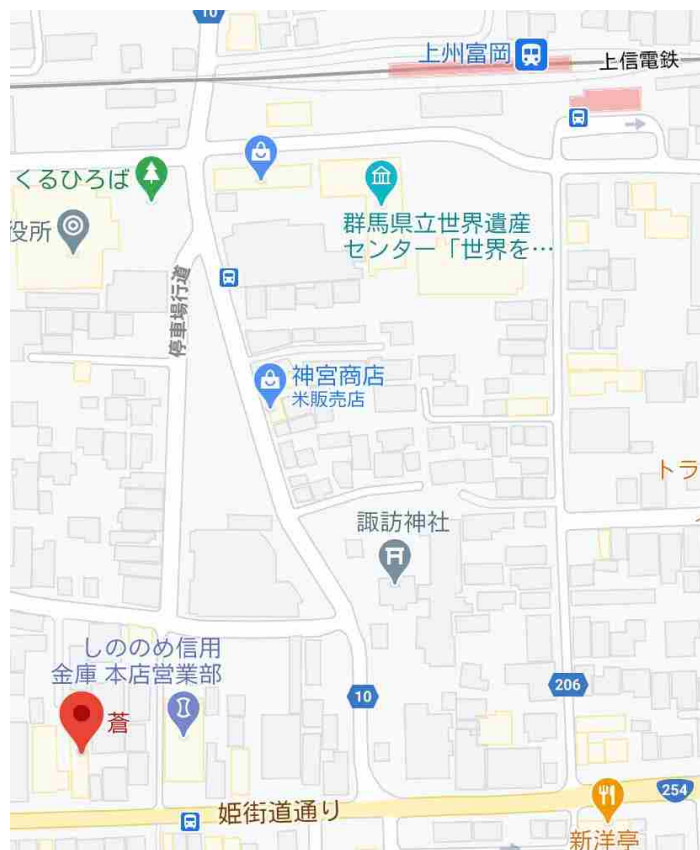 10
上州富岡
上信電鉄
くるひろば
役所
群馬県立世界遺産
センター「世界を…
停車場行道
神宮商店
米販売店
トラ
諏訪神社
しののめ信用
金庫 本店営業部
蒼
10
206
254
姫街道通り
新洋亭